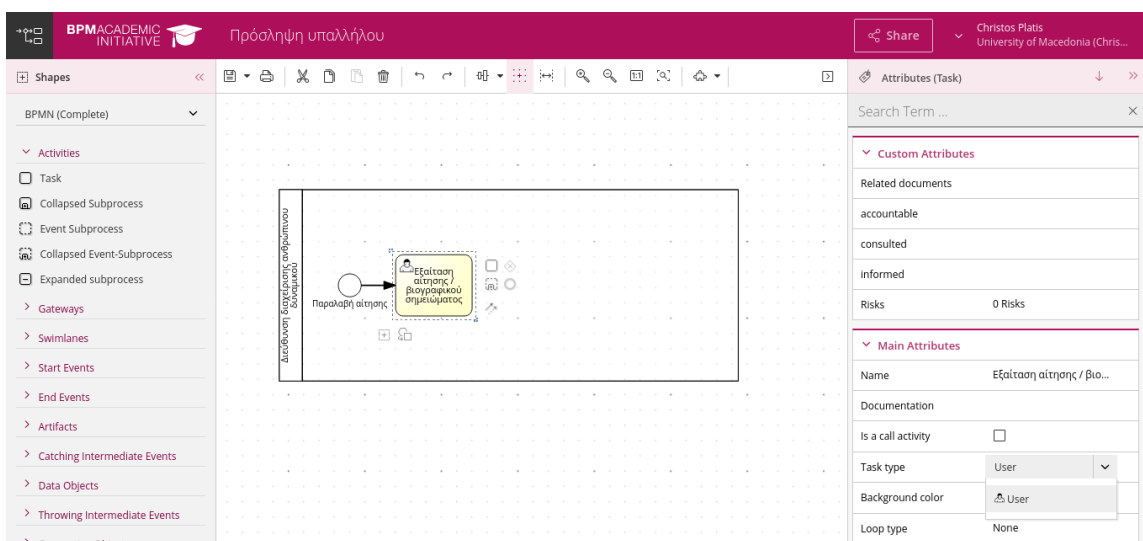 BPMACADEMIC
INITIATIVE
Πρόσληψη υπαλλήλου
Share
Christos Platis
University of Macedonia (Chris...
Shapes
Attributes (Task)
BPMN (Complete)
Activities
Task
Collapsed Subprocess
Event Subprocess
Collapsed Event-Subprocess
Expanded subprocess
Gateways
Swimlanes
Start Events
End Events
Artifacts
Catching Intermediate Events
Data Objects
Throwing Intermediate Events
1:1
Διεύθυνση διαχείρισης ανθρώπινου
δυναμικού
Παραλαβή αίτησης
Εξαίταση
αίτησης /
βιογραφικού
σημειώματος
Search Term ...
Custom Attributes
Related documents
accountable
consulted
informed
Risks 0 Risks
Main Attributes
Name Εξαίταση αίτησης / βιο...
Documentation
Is a call activity
Task type User
Background color User
Loop type None